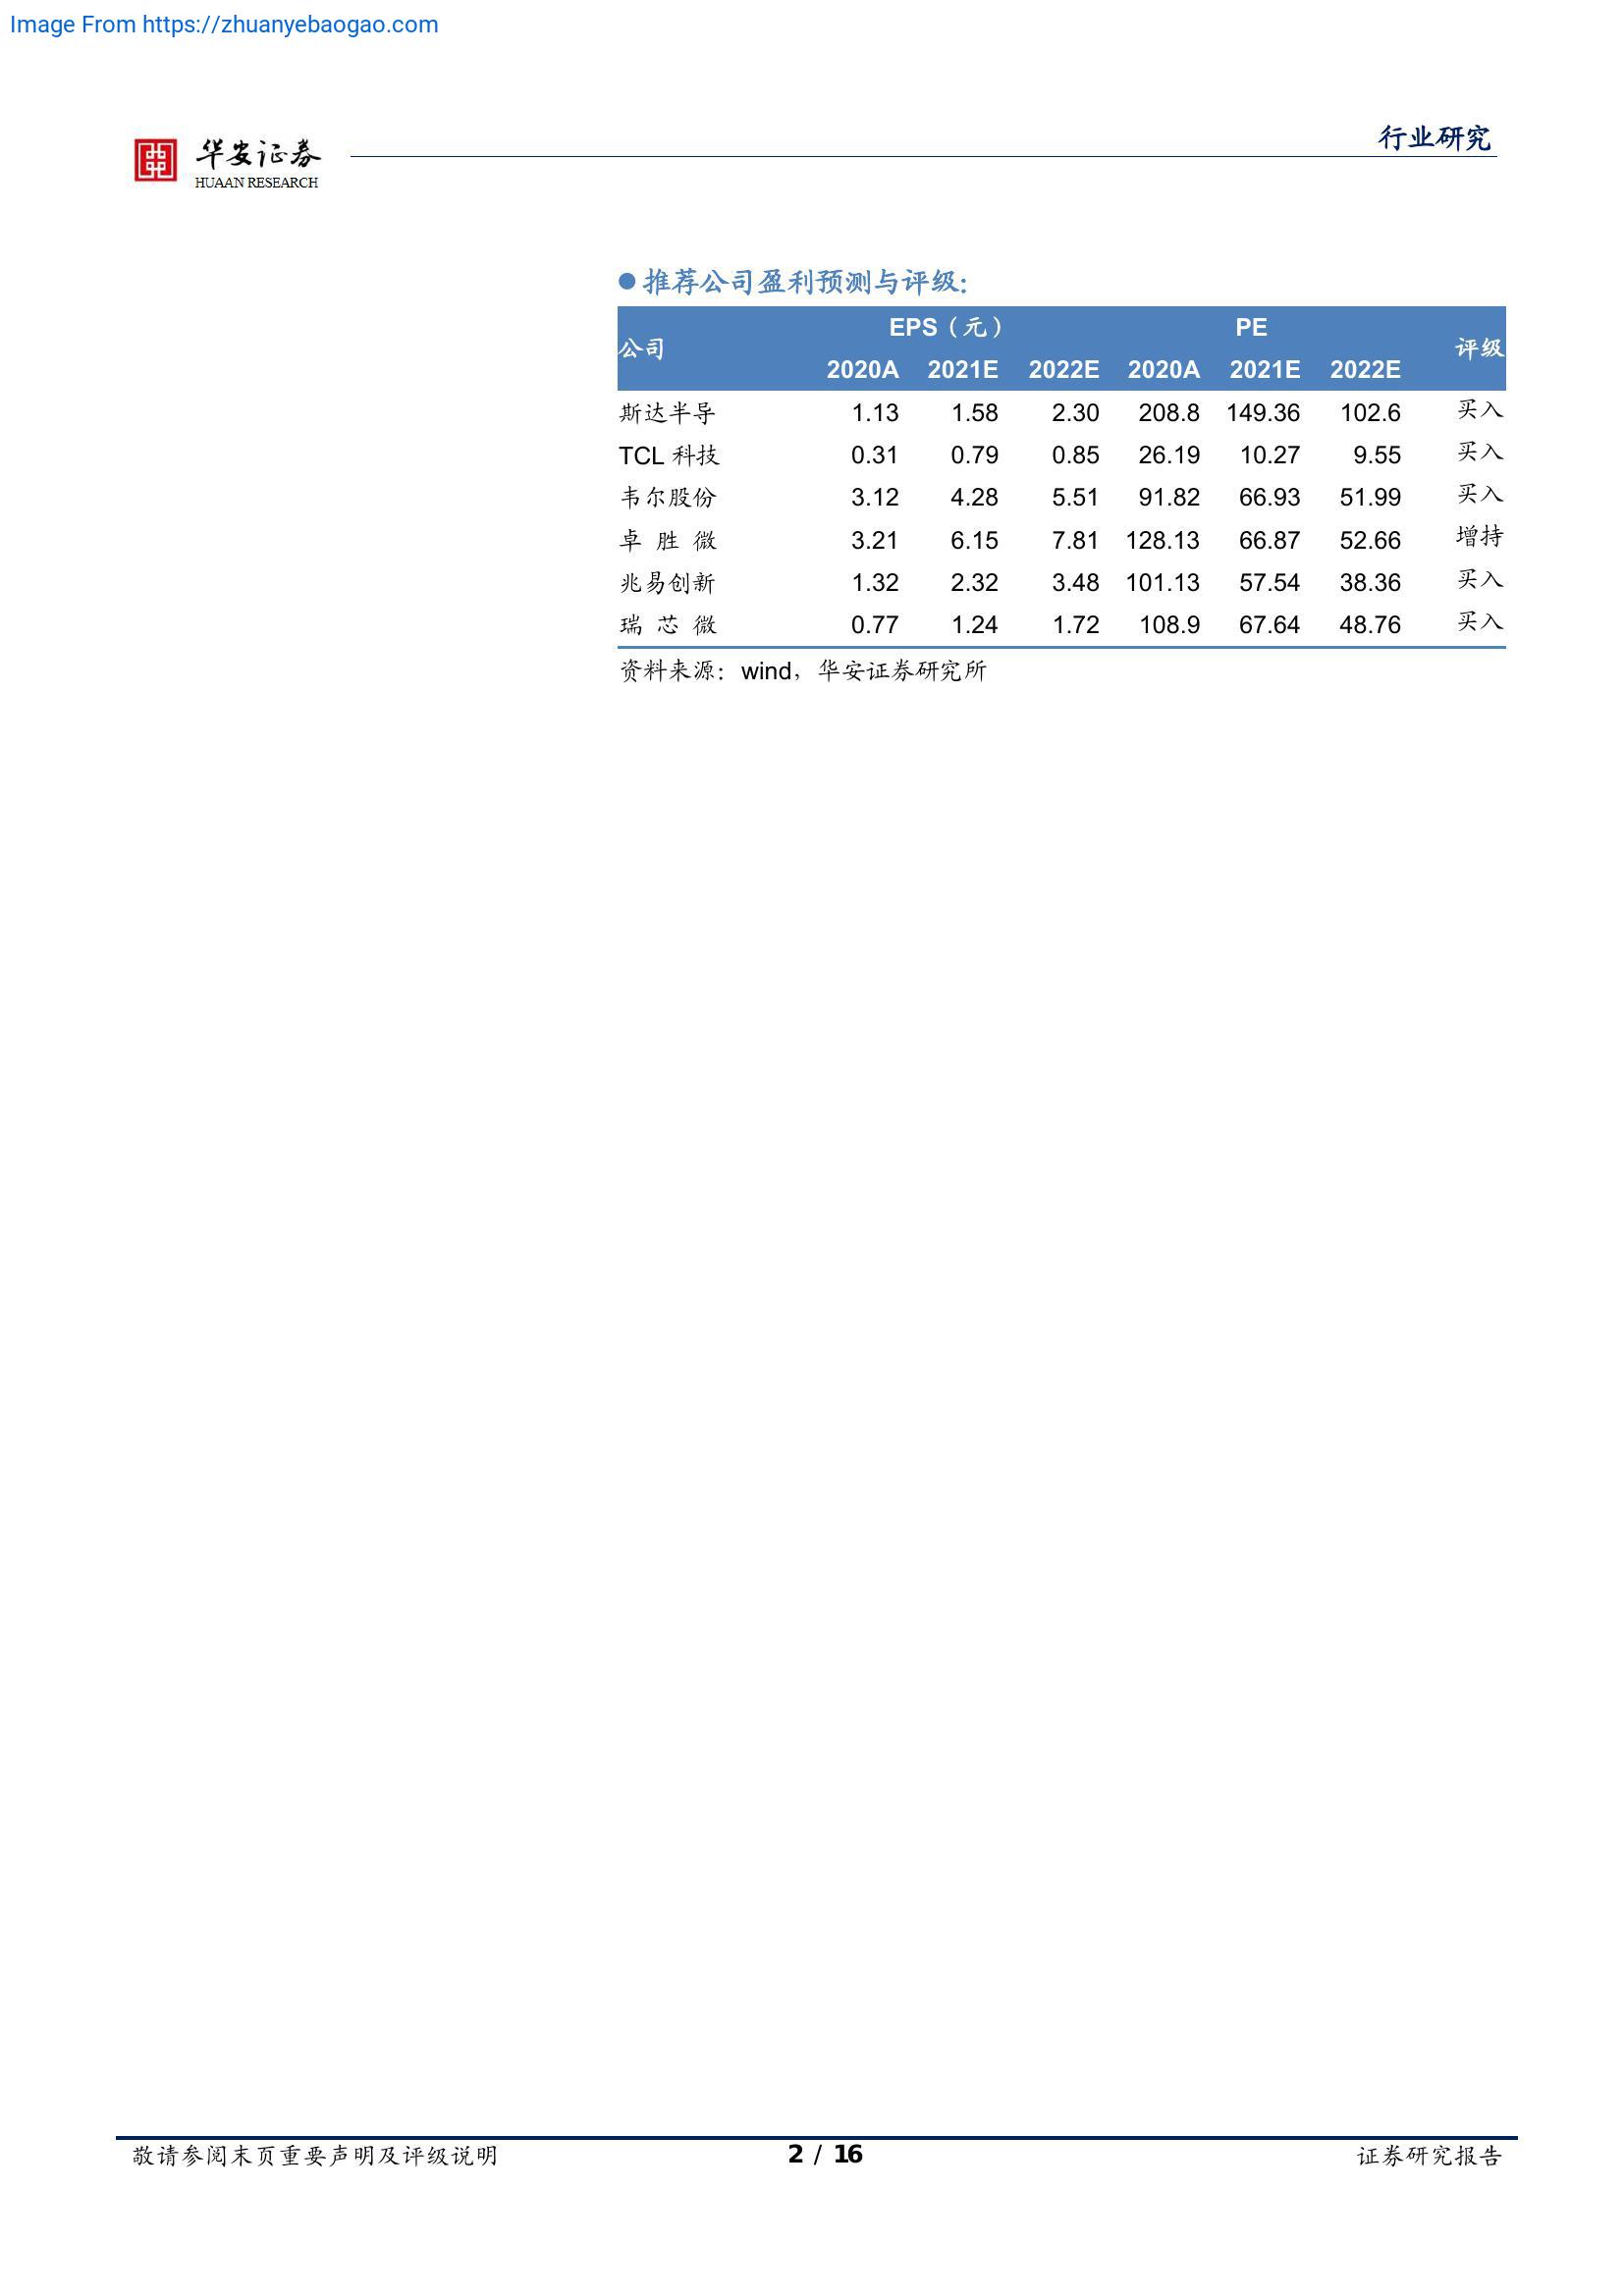 Image From https://zhuanyebaogao.com
华安证券
HUAAN RESEARCH
行业研究
●推荐公司盈利预测与评级：
公司 EPS（元） PE 评级
2020A 2021E 2022E 2020A 2021E 2022E
斯达半导 1.13 1.58 2.30 208.8 149.36 102.6 买入
TCL 科技 0.31 0.79 0.85 26.19 10.27 9.55 买入
韦尔股份 3.12 4.28 5.51 91.82 66.93 51.99 买入
卓 胜 微 3.21 6.15 7.81 128.13 66.87 52.66 增持
兆易创新 1.32 2.32 3.48 101.13 57.54 38.36 买入
瑞 芯 微 0.77 1.24 1.72 108.9 67.64 48.76 买入
资料来源：wind，华安证券研究所
敬请参阅末页重要声明及评级说明 2 / 16 证券研究报告